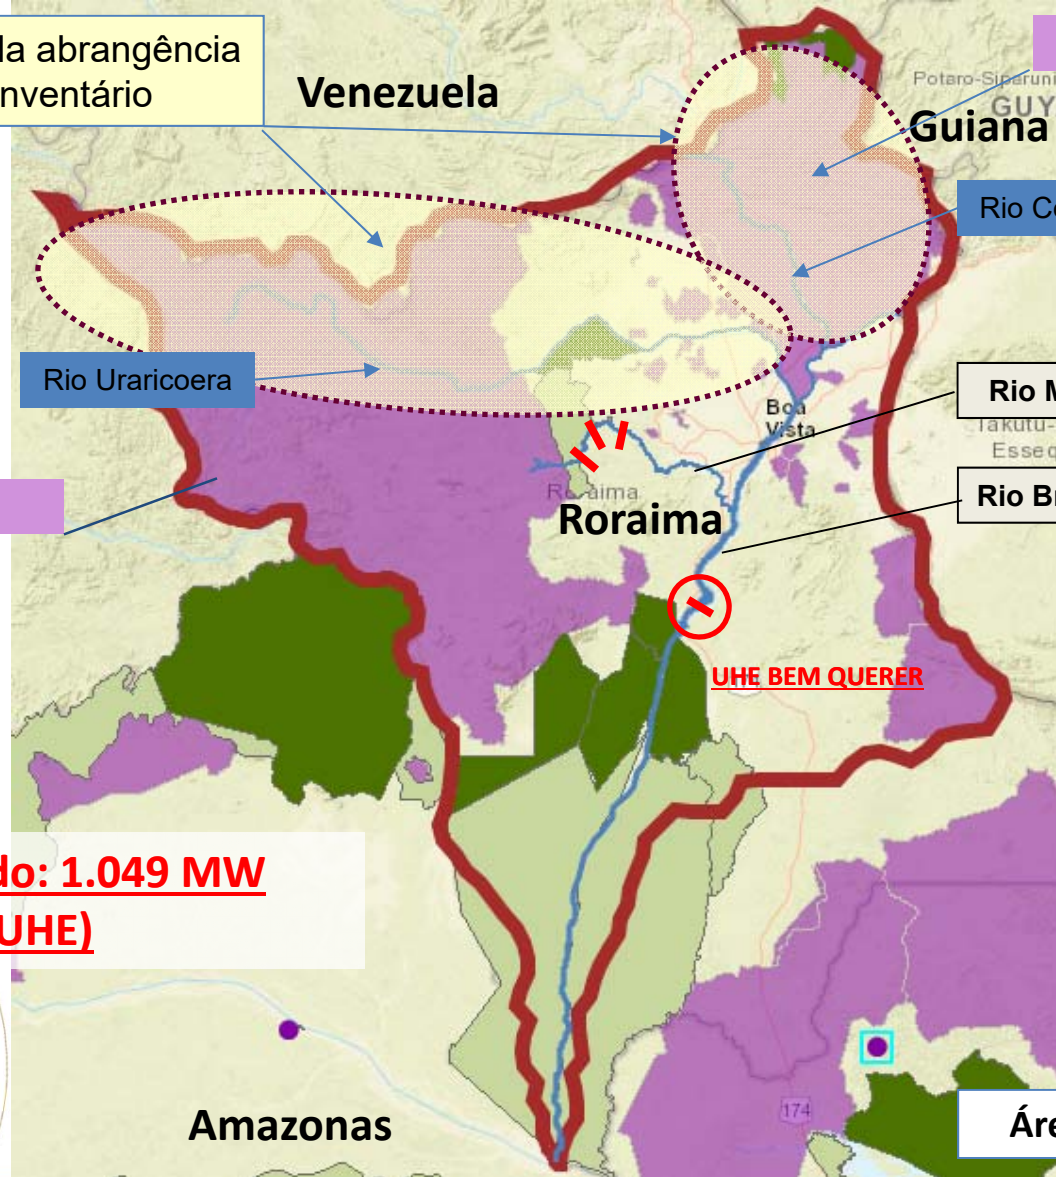 la abrangência
nventário
Venezuela
Potaro-Siparuni
GUY
Guiana
Rio Co
Rio Uraricoera
Boa
Vista
Rio M
Takutu-
Esseq
Roraima
Roraima
Rio Br
UHE BEM QUERER
do: 1.049 MW
UHE)
Amazonas
174
Áre